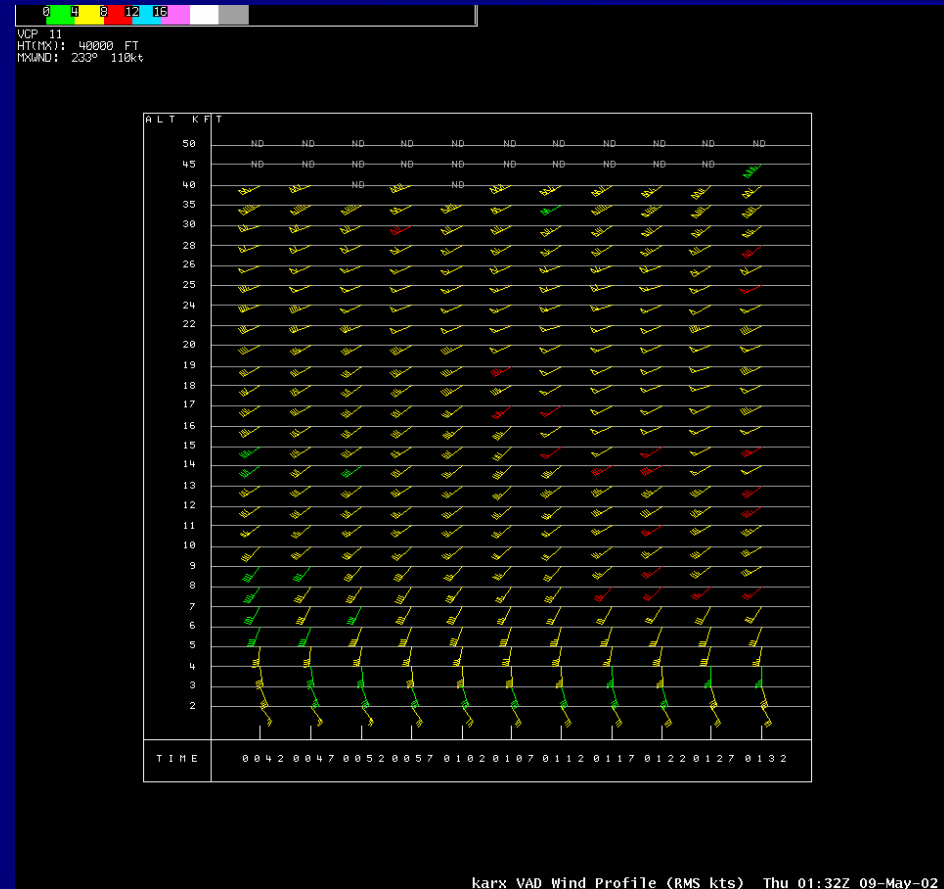 0 4 8 12 16
VCP 11
HT(MX): 40000 FT
MXWND: 233° 110kt
ALT KFT
50 ND ND ND ND ND ND ND ND ND ND ND
45 ND ND ND ND ND ND ND ND ND ND
40 ND ND
35
30
28
26
25
24
22
20
19
18
17
16
15
14
13
12
11
10
9
8
7
6
5
4
3
2
TIME 0042 0047 0052 0057 0102 0107 0112 0117 0122 0127 0132
karx VAD Wind Profile (RMS kts) Thu 01:32Z 09-May-02